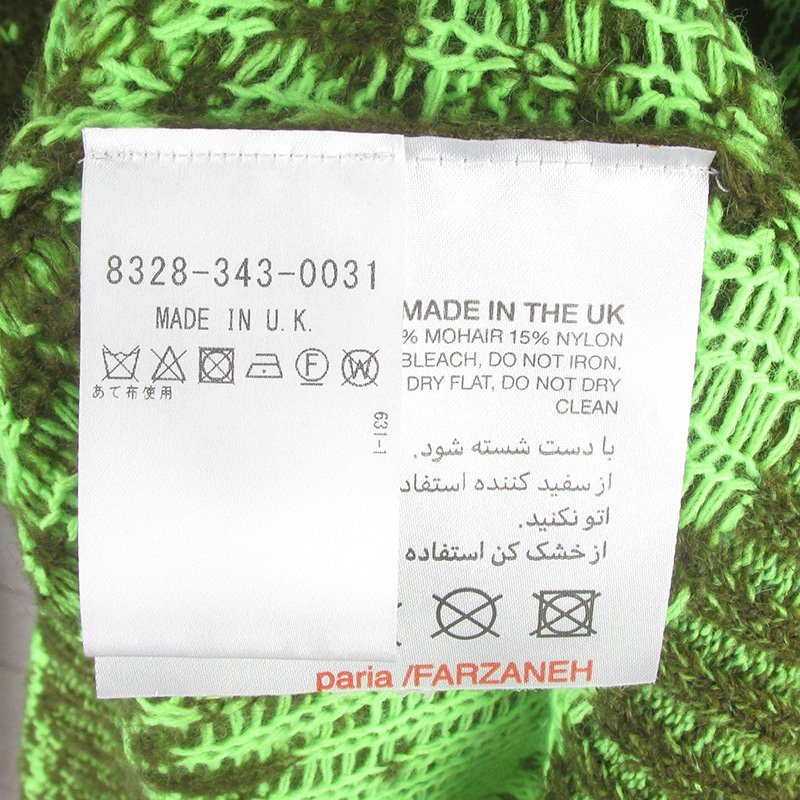 8328-343-0031
MADE IN U.K.
F W
あて布使用
631-1
MADE IN THE UK
% MOHAIR 15% NYLON
BLEACH, DO NOT IRON.
DRY FLAT, DO NOT DRY
CLEAN
با دست شسته شود.
از سفید کننده استفاد
اتو نکنید.
از خشک کن استفاده
paria /FARZANEH